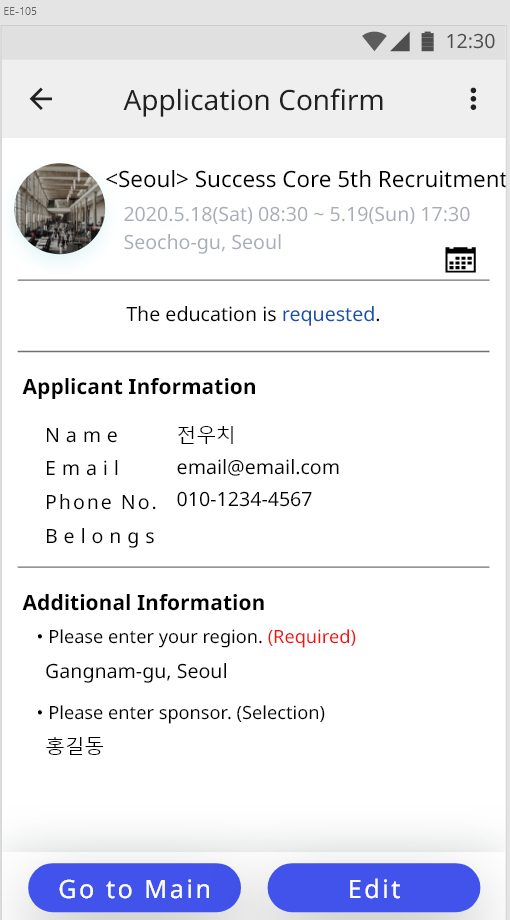 EE-105
12:30
Application Confirm
<Seoul> Success Core 5th Recruitment
2020.5.18(Sat) 08:30 ~ 5.19(Sun) 17:30
Seocho-gu, Seoul
The education is requested.
Applicant Information
Name 전우치
Email email@email.com
Phone No. 010-1234-4567
Belongs
Additional Information
• Please enter your region. (Required)
Gangnam-gu, Seoul
• Please enter sponsor. (Selection)
홍길동
Go to Main Edit